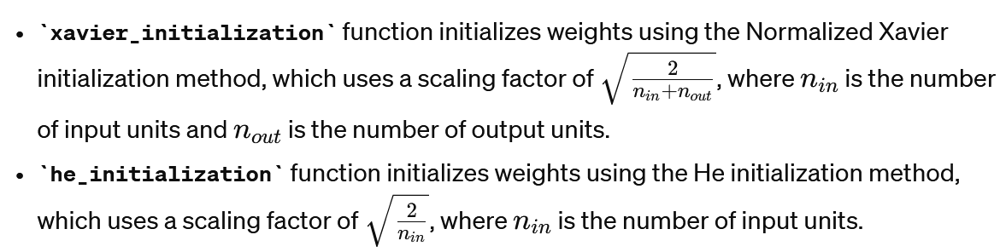 • `xavier_initialization` function initializes weights using the Normalized Xavier
initialization method, which uses a scaling factor of $\sqrt{\frac{2}{n_{in}+n_{out}}}$, where $n_{in}$ is the number
of input units and $n_{out}$ is the number of output units.
• `he_initialization` function initializes weights using the He initialization method,
which uses a scaling factor of $\sqrt{\frac{2}{n_{in}}}$, where $n_{in}$ is the number of input units.